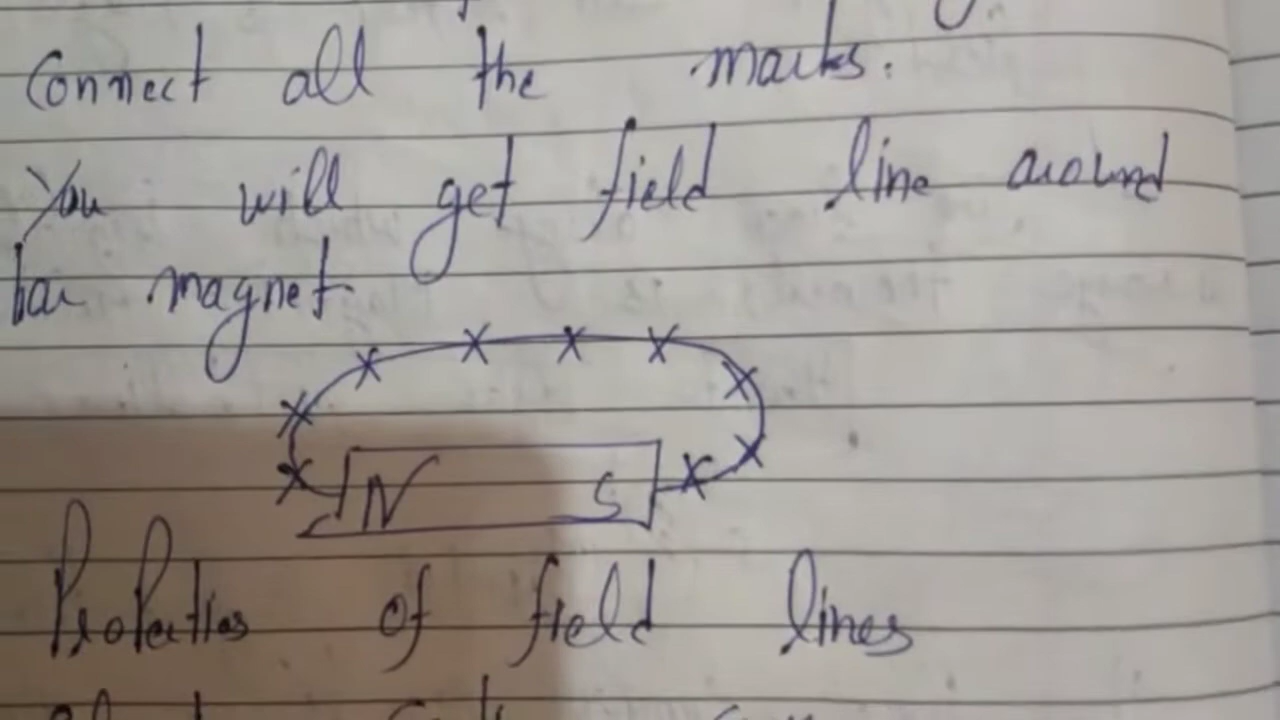 Connect all the marks.
You will get field line around
bar magnet
N S
Properties of field lines